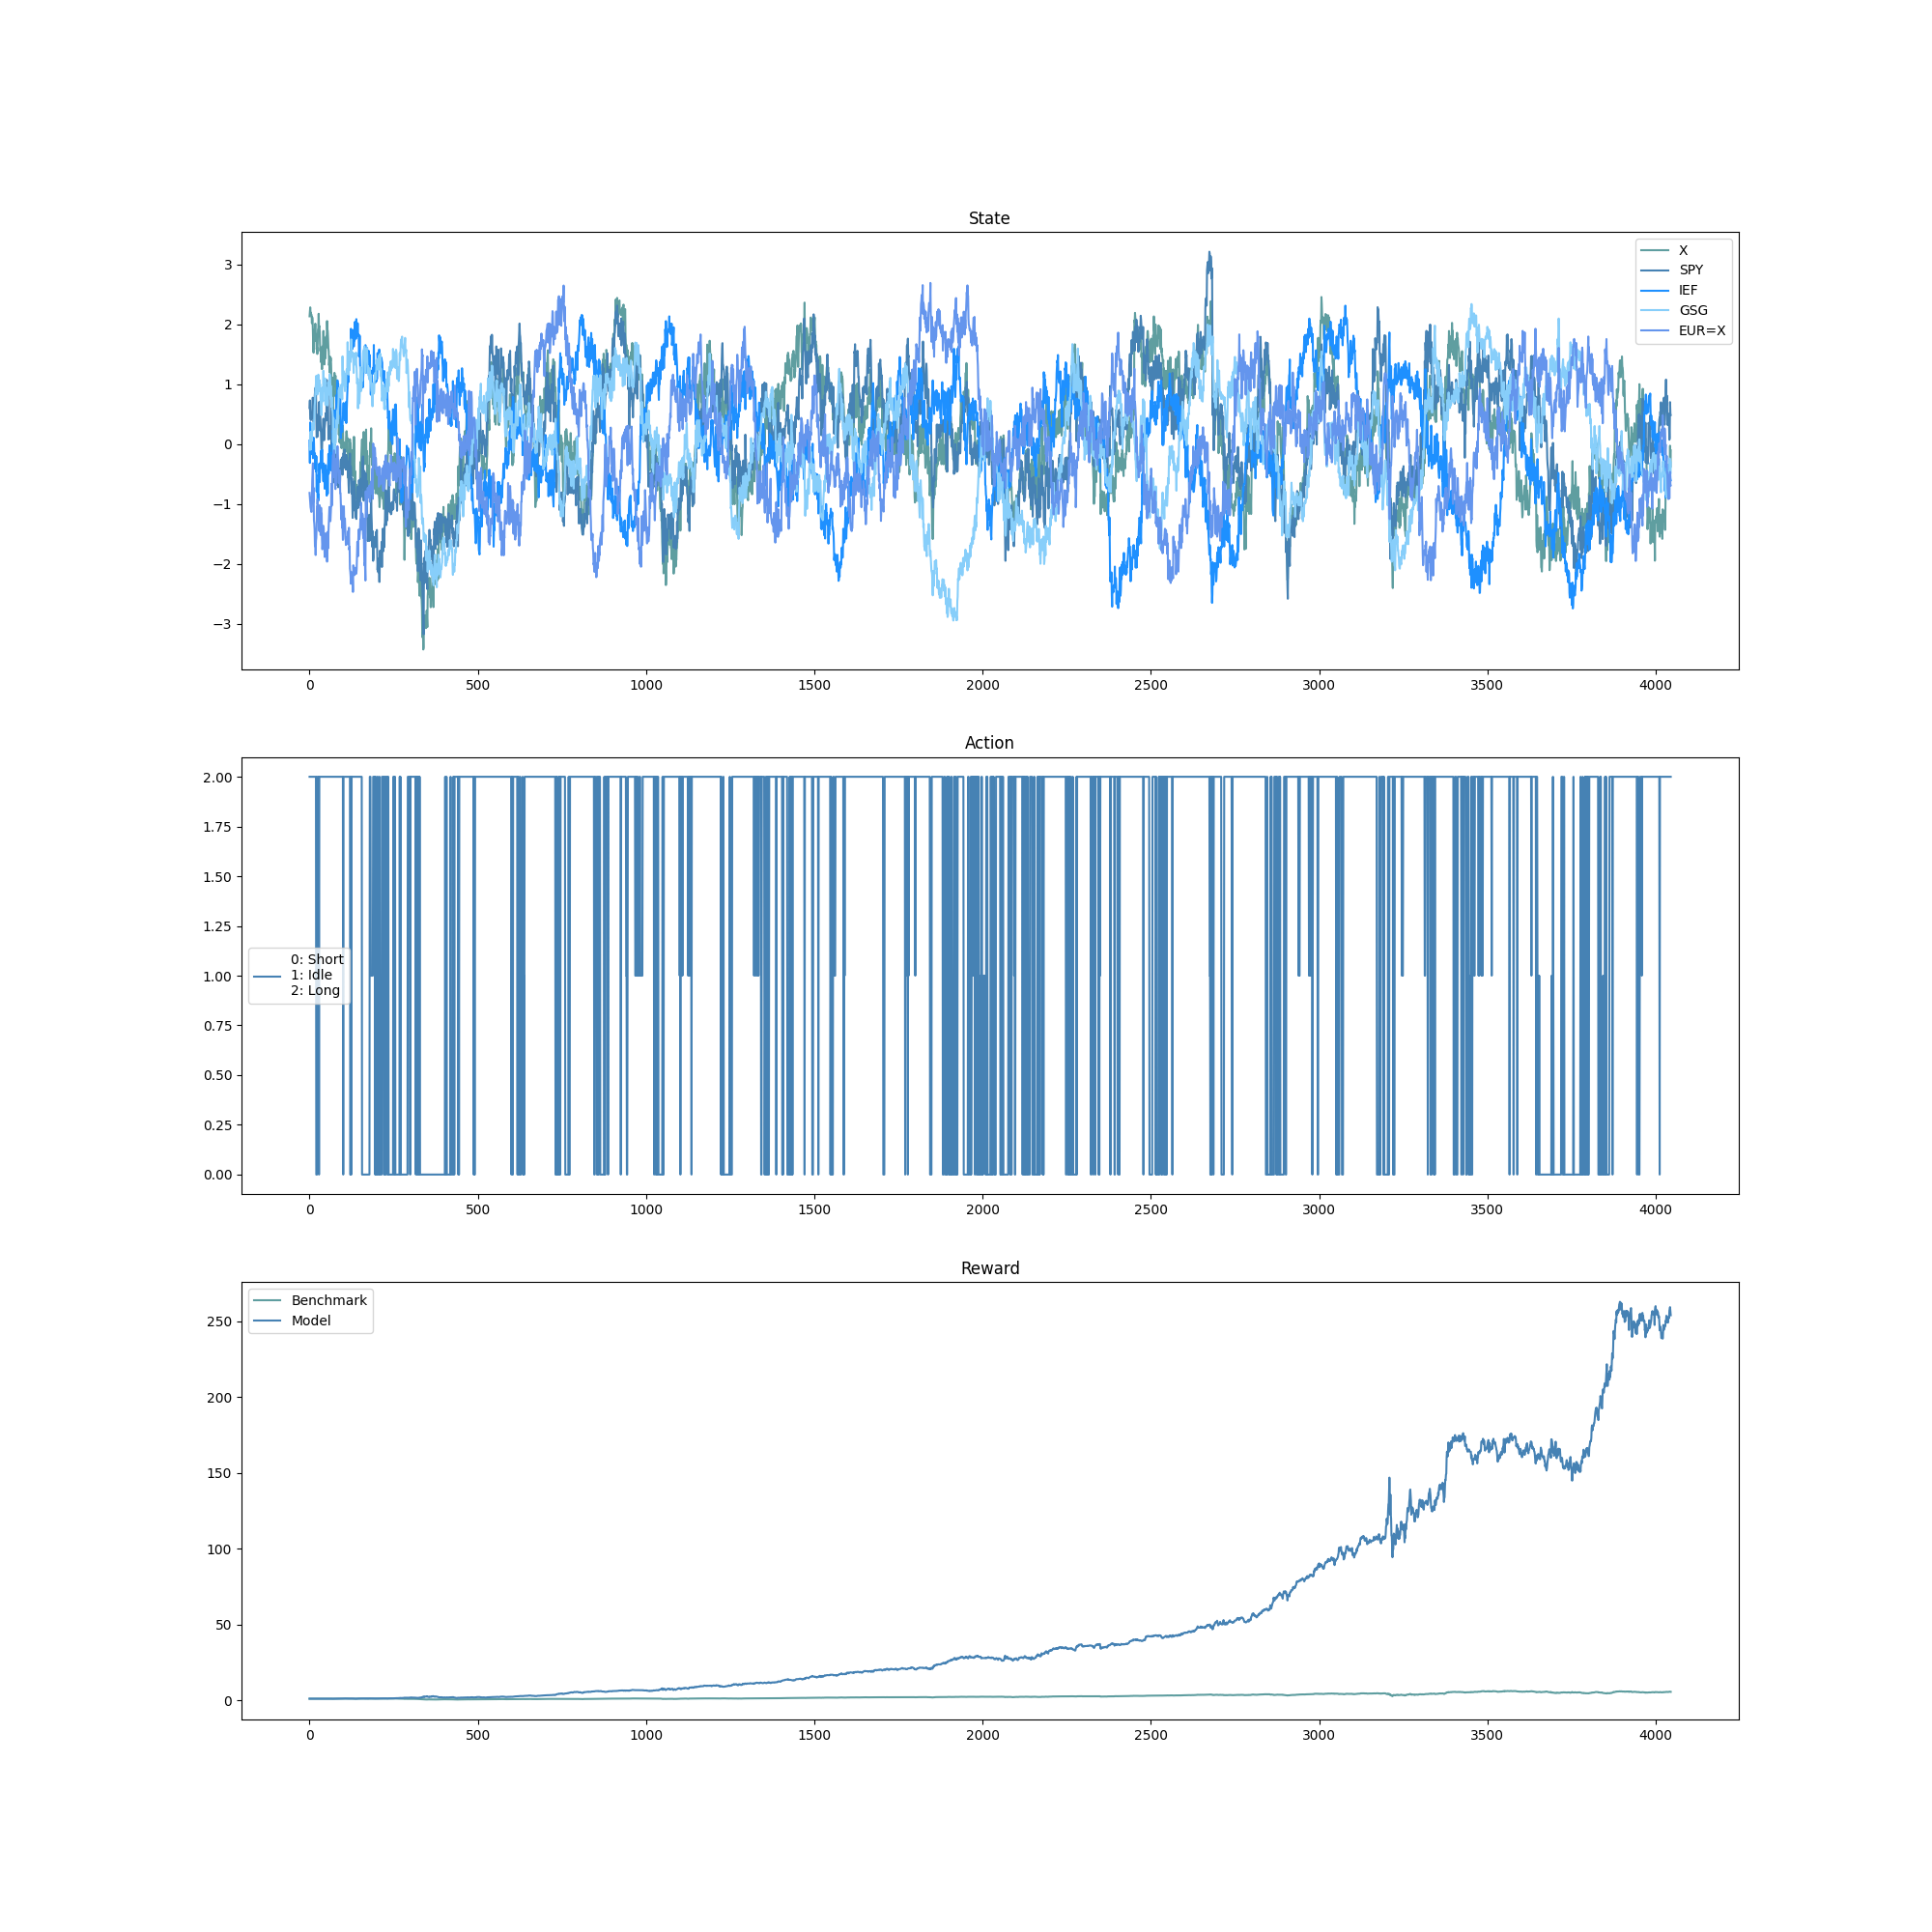 State
3
2
1
0
−1
−2
−3
X
SPY
IEF
GSG
EUR=X
0 500 1000 1500 2000 2500 3000 3500 4000
Action
2.00
1.75
1.50
1.25
1.00
0.75
0.50
0.25
0.00
0: Short
1: Idle
2: Long
0 500 1000 1500 2000 2500 3000 3500 4000
Reward
Benchmark
Model
250
200
150
100
50
0
0 500 1000 1500 2000 2500 3000 3500 4000